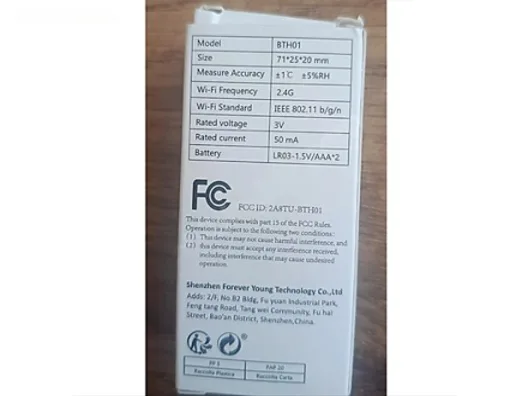 Model BTH01
Size 71*25*20 mm
Measure Accuracy ±1℃ ±5%RH
Wi-Fi Frequency 2.4G
Wi-Fi Standard IEEE 802.11 b/g/n
Rated voltage 3V
Rated current 50 mA
Battery LR03-1.5V/AAA*2
FC FCC ID: 2A8TU-BTH01
This device complies with part 15 of the FCC Rules.
Operation is subject to the following two conditions:
(1) This device may not cause harmful interference, and
(2) this device must accept any interference received,
including interference that may cause undesired
operation.
Shenzhen Forever Young Technology Co.,Ltd
Adds: 2/F, No.B2 Bldg, Fu yuan Industrial Park,
Feng tang Road, Tang wei Community, Fu hai
Street, Bao'an District, Shenzhen,China.
PP 5 PAP 20
Raccolta Plastica Raccolta Carta